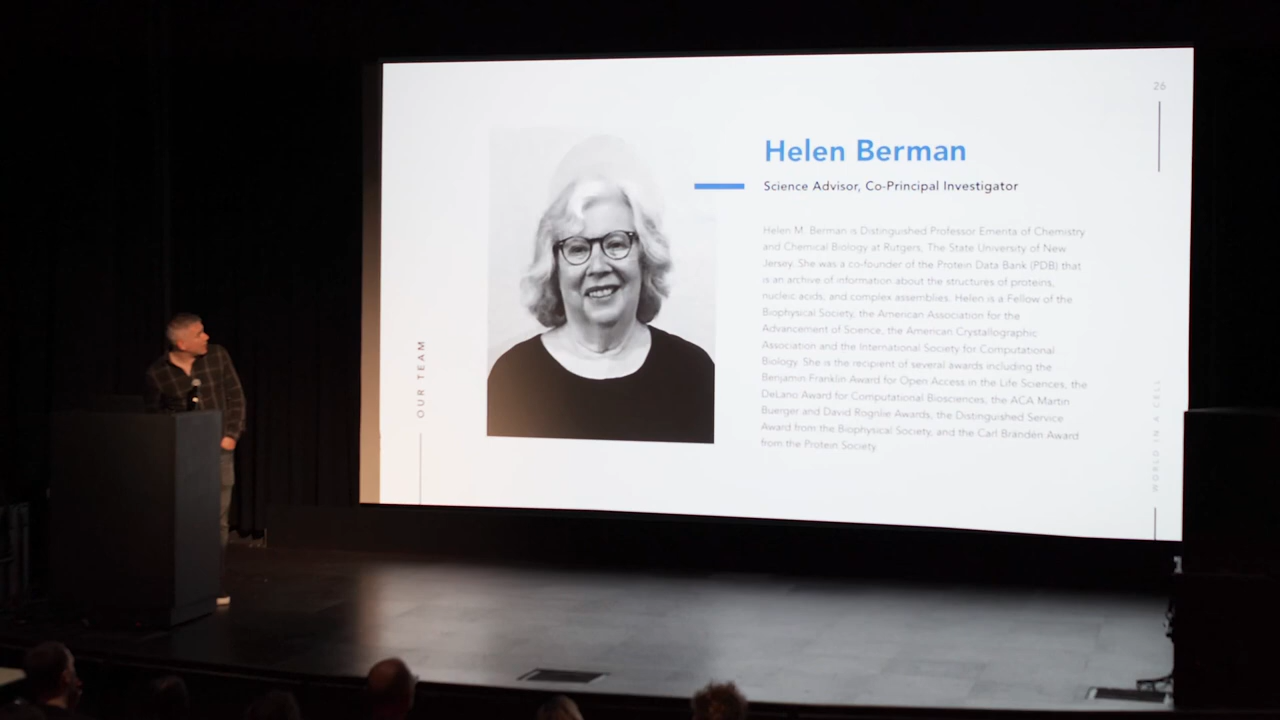 26
Helen Berman
Science Advisor, Co-Principal Investigator
Helen M. Berman is Distinguished Professor Emerita of Chemistry
and Chemical Biology at Rutgers, The State University of New
Jersey. She was a co-founder of the Protein Data Bank (PDB) that
is an archive of information about the structures of proteins,
nucleic acids, and complex assemblies. Helen is a Fellow of the
Biophysical Society, the American Association for the
Advancement of Science, the American Crystallographic
Association and the International Society for Computational
Biology. She is the recipient of several awards including the
Benjamin Franklin Award for Open Access in the Life Sciences, the
DeLano Award for Computational Biosciences, the ACA Martin
Buerger and David Rognlie Awards, the Distinguished Service
Award from the Biophysical Society, and the Carl Branden Award
from the Protein Society.
OUR TEAM
WORLD IN A CELL